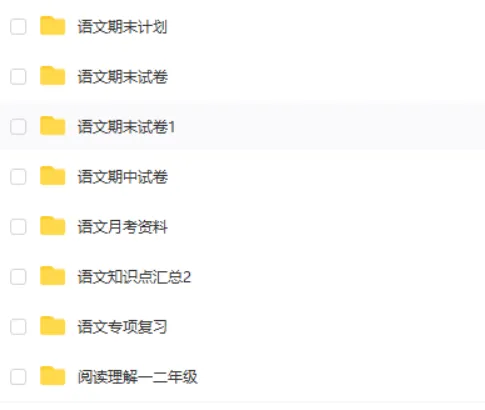 语文期末计划
语文期末试卷
语文期末试卷1
语文期中试卷
语文月考资料
语文知识点汇总2
语文专项复习
阅读理解一二年级